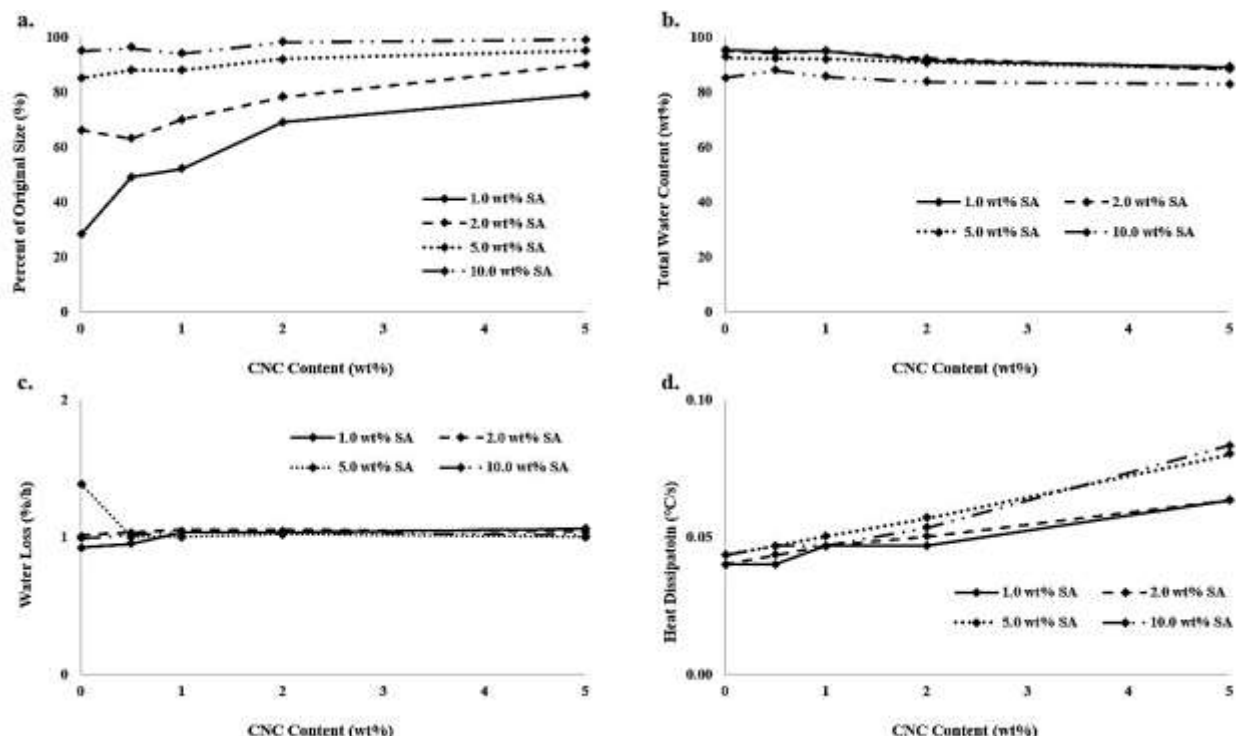 a.
100
80
60
40
20
0
Percent of Original Size (%)
1.0 wt% SA
2.0 wt% SA
5.0 wt% SA
10.0 wt% SA
0 1 2 3 4 5
CNC Content (wt%)
b.
100
80
60
40
20
0
Total Water Content (wt%)
1.0 wt% SA 2.0 wt% SA
5.0 wt% SA 10.0 wt% SA
0 1 2 3 4 5
CNC Content (wt%)
c.
2
1
0
Water Loss (%/h)
1.0 wt% SA 2.0 wt% SA
5.0 wt% SA 10.0 wt% SA
0 1 2 3 4 5
CNC Content (wt%)
d.
0.10
0.05
0.00
Heat Dissipatoin (°C/s)
1.0 wt% SA 2.0 wt% SA
5.0 wt% SA 10.0 wt% SA
0 1 2 3 4 5
CNC Content (wt%)